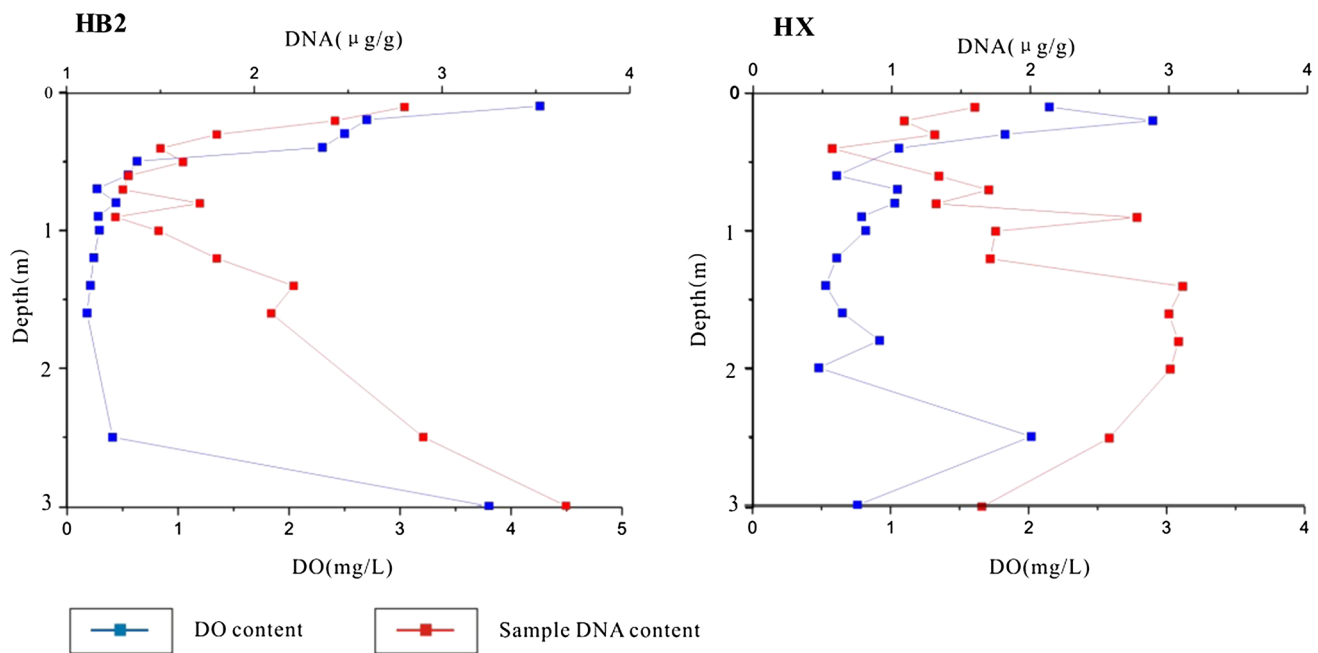 HB2
DNA(μg/g)
1 2 3 4
0
1
2
3
Depth(m)
0 1 2 3 4 5
DO(mg/L)
HX
DNA(μg/g)
0 1 2 3 4
0
1
2
3
Depth(m)
0 1 2 3 4
DO(mg/L)
DO content
Sample DNA content